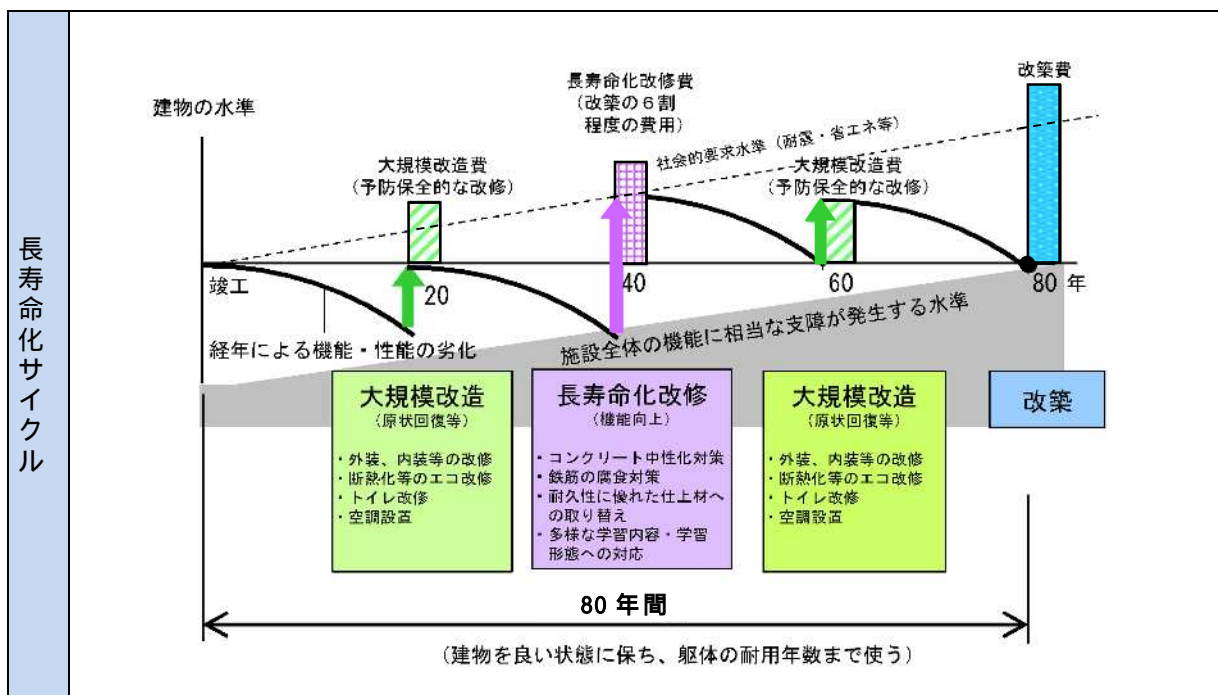 長寿命化サイクル
建物の水準
長寿命化改修費
（改築の６割
程度の費用）
改築費
社会的要求水準（耐震・省エネ等）
大規模改造費
（予防保全的な改修）
大規模改造費
（予防保全的な改修）
竣工
20
40
60
80 年
経年による機能・性能の劣化
施設全体の機能に相当な支障が発生する水準
大規模改造
（原状回復等）
・外装、内装等の改修
・断熱化等のエコ改修
・トイレ改修
・空調設置
長寿命化改修
（機能向上）
・コンクリート中性化対策
・鉄筋の腐食対策
・耐久性に優れた仕上材へ
の取り替え
・多様な学習内容・学習
形態への対応
大規模改造
（原状回復等）
・外装、内装等の改修
・断熱化等のエコ改修
・トイレ改修
・空調設置
改築
80 年間
（建物を良い状態に保ち、躯体の耐用年数まで使う）